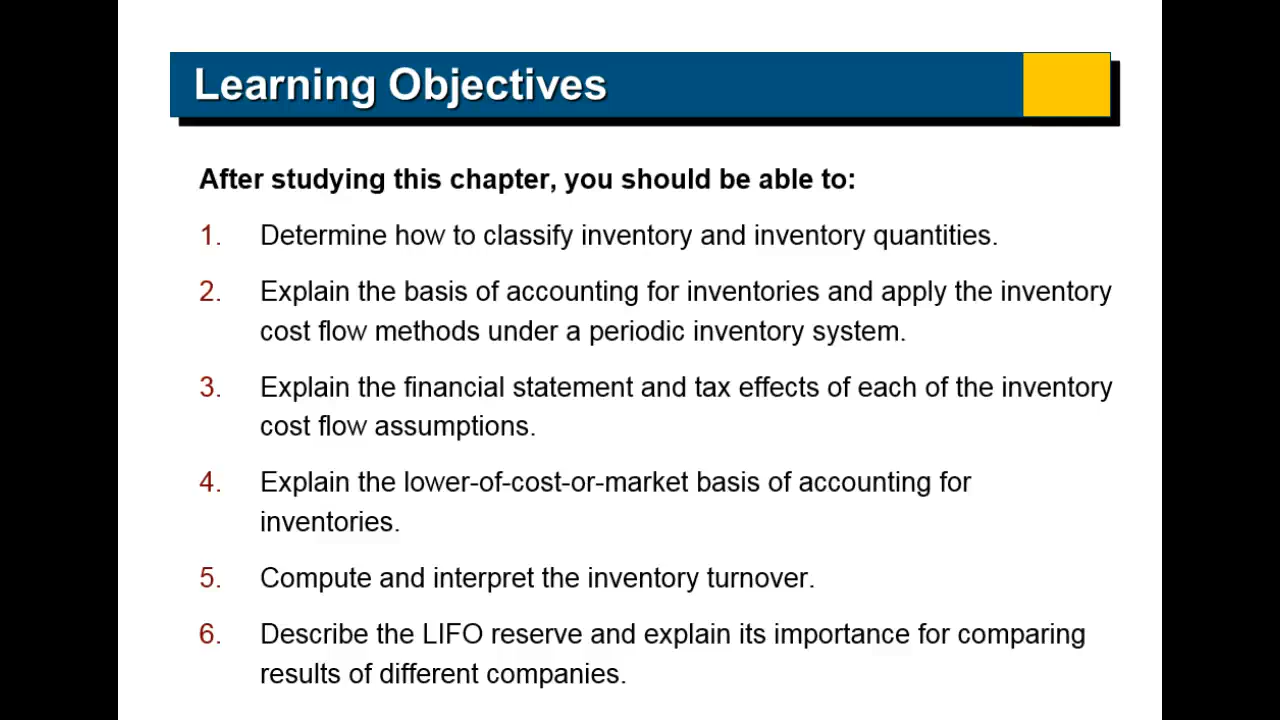 Learning Objectives
After studying this chapter, you should be able to:
1. Determine how to classify inventory and inventory quantities.
2. Explain the basis of accounting for inventories and apply the inventory
cost flow methods under a periodic inventory system.
3. Explain the financial statement and tax effects of each of the inventory
cost flow assumptions.
4. Explain the lower-of-cost-or-market basis of accounting for
inventories.
5. Compute and interpret the inventory turnover.
6. Describe the LIFO reserve and explain its importance for comparing
results of different companies.